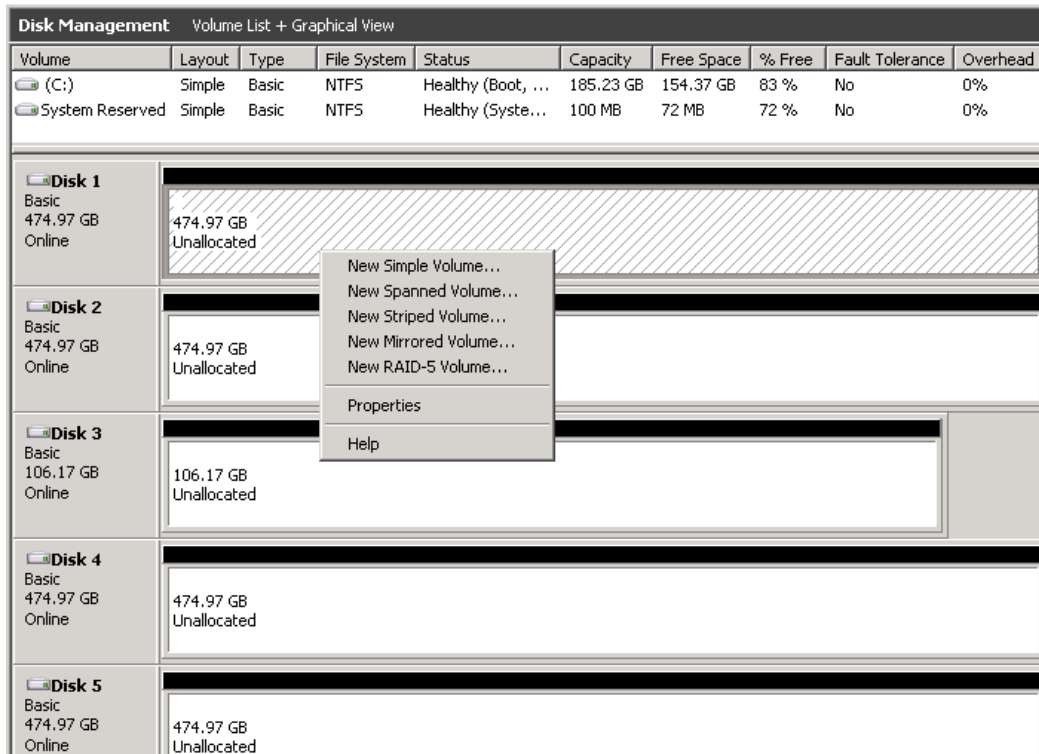 Disk Management Volume List + Graphical View
Volume Layout Type File System Status Capacity Free Space % Free Fault Tolerance Overhead
(C:) Simple Basic NTFS Healthy (Boot, ... 185.23 GB 154.37 GB 83 % No 0%
System Reserved Simple Basic NTFS Healthy (Syste... 100 MB 72 MB 72 % No 0%
Disk 1
Basic
474.97 GB
Online
474.97 GB
Unallocated
New Simple Volume...
New Spanned Volume...
New Striped Volume...
New Mirrored Volume...
New RAID-5 Volume...
Properties
Help
Disk 2
Basic
474.97 GB
Online
474.97 GB
Unallocated
Disk 3
Basic
106.17 GB
Online
106.17 GB
Unallocated
Disk 4
Basic
474.97 GB
Online
474.97 GB
Unallocated
Disk 5
Basic
474.97 GB
Online
474.97 GB
Unallocated